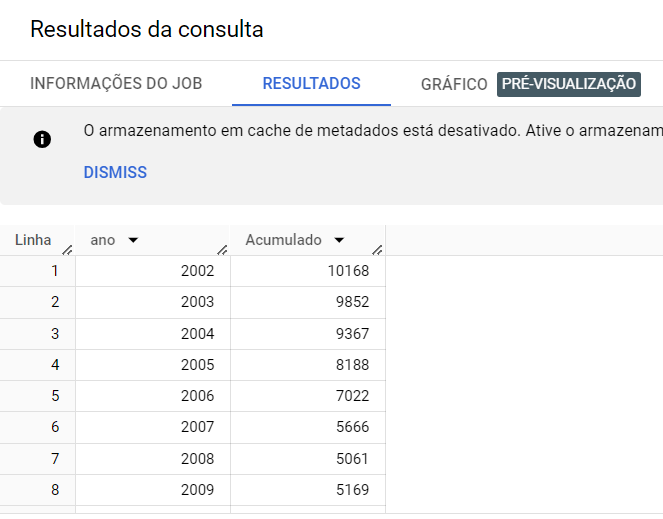 Resultados da consulta
INFORMAÇÕES DO JOB RESULTADOS GRÁFICO PRÉ-VISUALIZAÇÃO
O armazenamento em cache de metadados está desativado. Ative o armazenam
DISMISS
Linha ano Acumulado
1 2002 10168
2 2003 9852
3 2004 9367
4 2005 8188
5 2006 7022
6 2007 5666
7 2008 5061
8 2009 5169